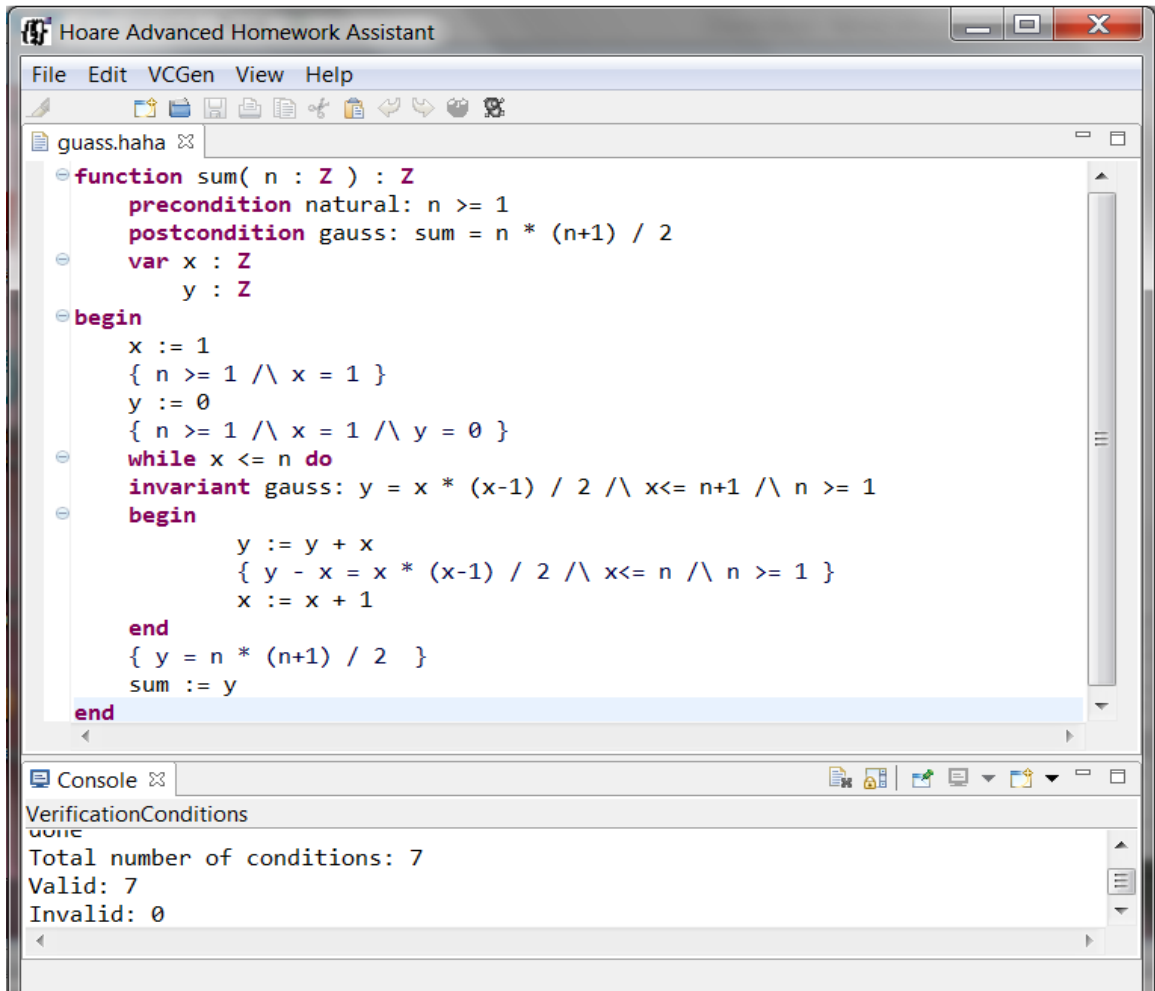 Hoare Advanced Homework Assistant
File Edit VCGen View Help
guass.haha
function sum( n : Z ) : Z
precondition natural: n >= 1
postcondition gauss: sum = n * (n+1) / 2
var x : Z
y : Z
begin
x := 1
{ n >= 1 /\ x = 1 }
y := 0
{ n >= 1 /\ x = 1 /\ y = 0 }
while x <= n do
invariant gauss: y = x * (x-1) / 2 /\ x<= n+1 /\ n >= 1
begin
y := y + x
{ y - x = x * (x-1) / 2 /\ x<= n /\ n >= 1 }
x := x + 1
end
{ y = n * (n+1) / 2  }
sum := y
end
Console
VerificationConditions
done
Total number of conditions: 7
Valid: 7
Invalid: 0